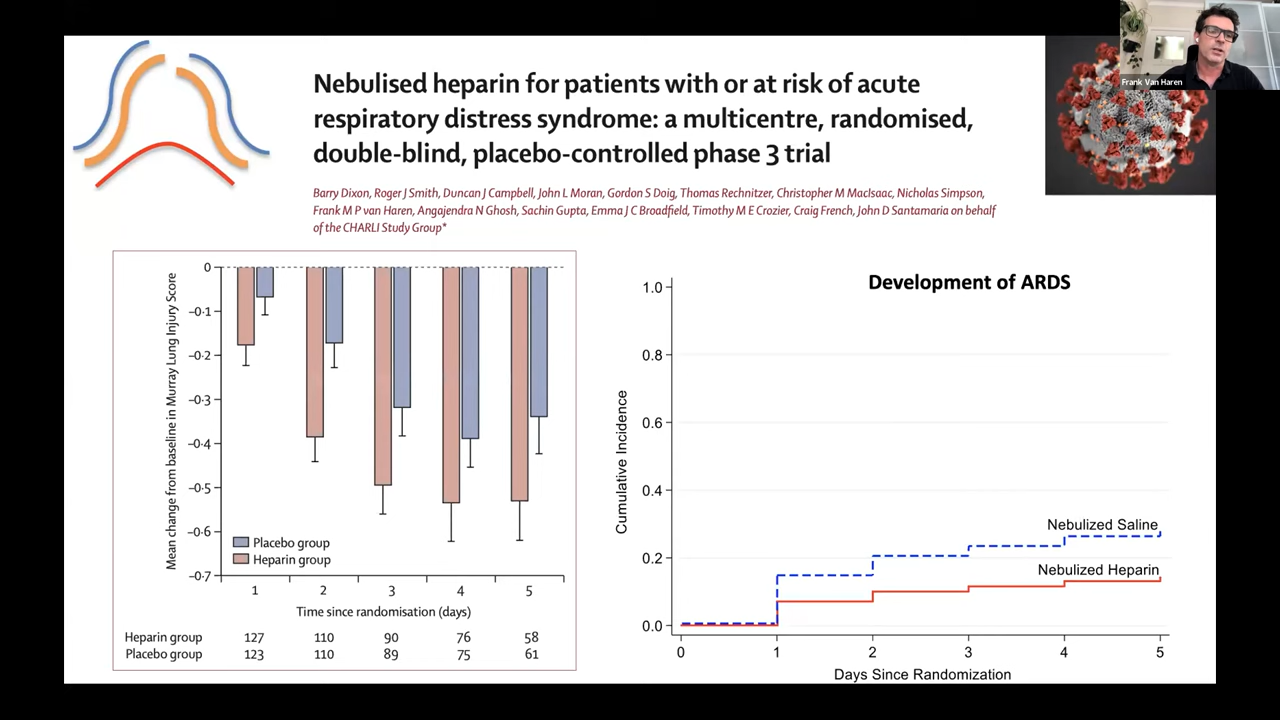 Frank Van Haren
Nebulised heparin for patients with or at risk of acute
respiratory distress syndrome: a multicentre, randomised,
double-blind, placebo-controlled phase 3 trial
Barry Dixon, Roger J Smith, Duncan J Campbell, John L Moran, Gordon S Doig, Thomas Rechnitzer, Christopher M MacIsaac, Nicholas Simpson,
Frank M P van Haren, Angajendra N Ghosh, Sachin Gupta, Emma J C Broadfield, Timothy M E Crozier, Craig French, John D Santamaria on behalf
of the CHARLI Study Group*
Mean change from baseline in Murray Lung Injury Score
0
–0·1
–0·2
–0·3
–0·4
–0·5
–0·6
–0·7
Placebo group
Heparin group
1 2 3 4 5
Time since randomisation (days)
Heparin group 127 110 90 76 58
Placebo group 123 110 89 75 61
Development of ARDS
Cumulative Incidence
1.0
0.8
0.6
0.4
0.2
0.0
Nebulized Saline
Nebulized Heparin
0 1 2 3 4 5
Days Since Randomization